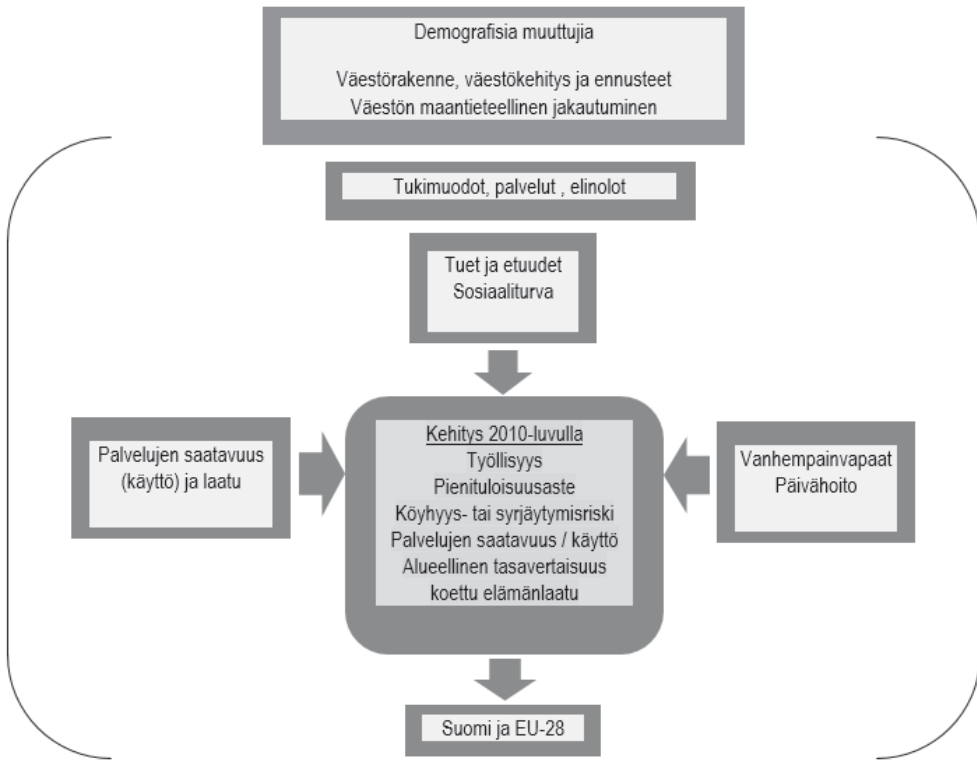 Demografisia muuttujia
Väestörakenne, väestökehitys ja ennusteet
Väestön maantieteellinen jakautuminen
Tukimuodot, palvelut , elinolot
Tuet ja etuudet
Sosiaaliturva
Palvelujen saatavuus
(käyttö) ja laatu
Kehitys 2010-luvulla
Työllisyys
Pienituloisuusaste
Köyhyys- tai syrjäytymisriski
Palvelujen saatavuus / käyttö
Alueellinen tasavertaisuus
koettu elämänlaatu
Vanhempainvapaat
Päivähoito
Suomi ja EU-28